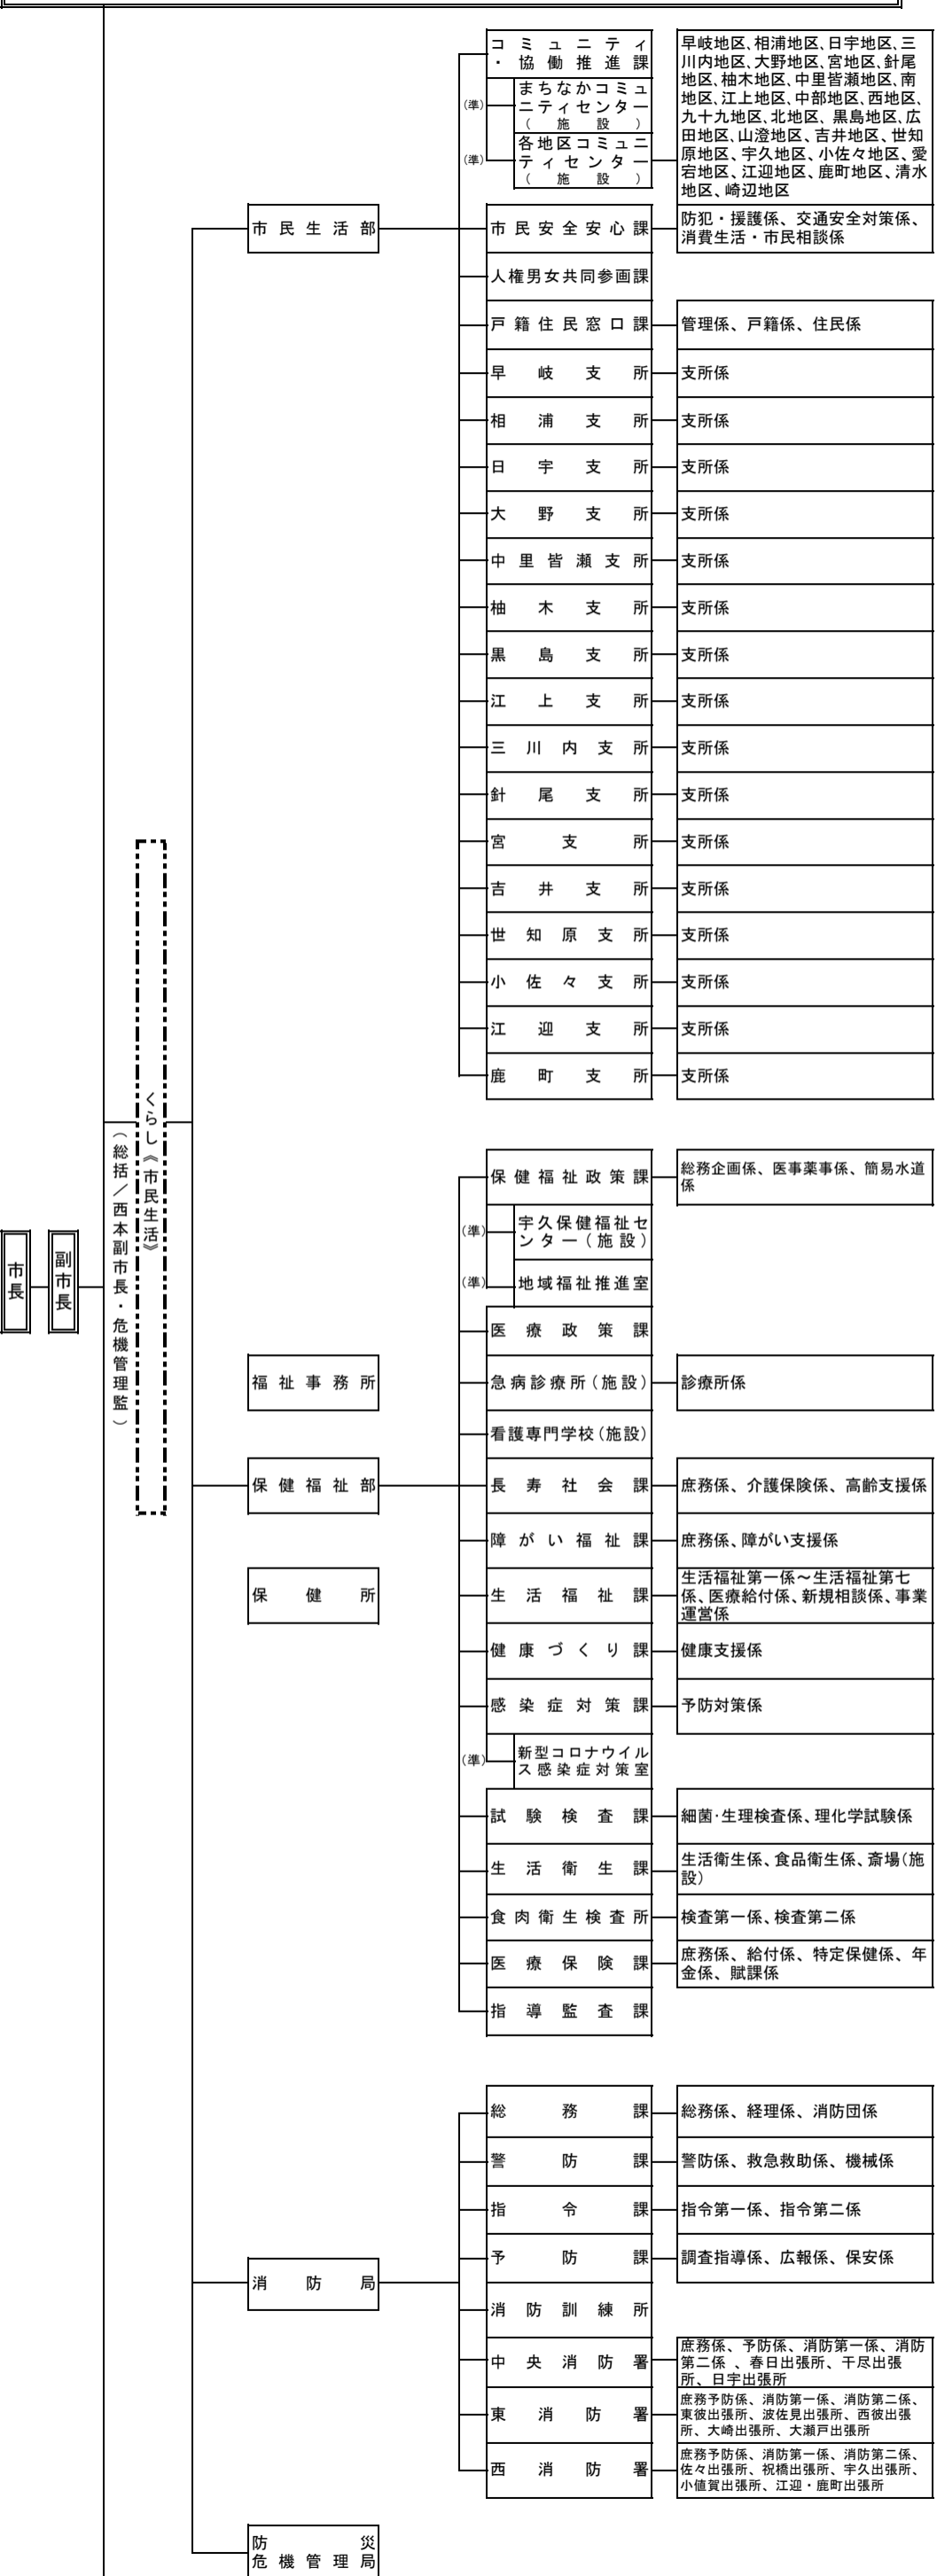 コミュニティ
・協働推進課
(準)
まちなかコミュ
ニティセンター
（施設）
(準)
各地区コミュニ
ティセンター
（施設）
早岐地区、相浦地区、日宇地区、三
川内地区、大野地区、宮地区、針尾
地区、柚木地区、中里皆瀬地区、南
地区、江上地区、中部地区、西地区、
九十九地区、北地区、黒島地区、広
田地区、山澄地区、吉井地区、世知
原地区、宇久地区、小佐々地区、愛
宕地区、江迎地区、鹿町地区、清水
地区、崎辺地区
市民生活部
市民安全安心課
防犯・援護係、交通安全対策係、
消費生活・市民相談係
人権男女共同参画課
戸籍住民窓口課
管理係、戸籍係、住民係
早岐支所
支所係
相浦支所
支所係
日宇支所
支所係
大野支所
支所係
中里皆瀬支所
支所係
柚木支所
支所係
黒島支所
支所係
江上支所
支所係
三川内支所
支所係
針尾支所
支所係
宮支所
支所係
吉井支所
支所係
世知原支所
支所係
小佐々支所
支所係
江迎支所
支所係
鹿町支所
支所係
市長
副市長
（総括／西本副市長・危機管理監）
くらし《市民生活》
保健福祉政策課
総務企画係、医事薬事係、簡易水道
係
(準)
宇久保健福祉セ
ンター（施設）
(準)
地域福祉推進室
医療政策課
福祉事務所
急病診療所（施設）
診療所係
看護専門学校（施設）
保健福祉部
長寿社会課
庶務係、介護保険係、高齢支援係
障がい福祉課
庶務係、障がい支援係
保健所
生活福祉課
生活福祉第一係～生活福祉第七
係、医療給付係、新規相談係、事業
運営係
健康づくり課
健康支援係
感染症対策課
予防対策係
(準)
新型コロナウイル
ス感染症対策室
試験検査課
細菌・生理検査係、理化学試験係
生活衛生課
生活衛生係、食品衛生係、斎場（施
設）
食肉衛生検査所
検査第一係、検査第二係
医療保険課
庶務係、給付係、特定保健係、年
金係、賦課係
指導監査課
総務課
総務係、経理係、消防団係
警防課
警防係、救急救助係、機械係
指令課
指令第一係、指令第二係
予防課
調査指導係、広報係、保安係
消防局
消防訓練所
中央消防署
庶務係、予防係、消防第一係、消防
第二係 、春日出張所、干尽出張
所、日宇出張所
東消防署
庶務予防係、消防第一係、消防第二係、
東彼出張所、波佐見出張所、西彼出張
所、大崎出張所、大瀬戸出張所
西消防署
庶務予防係、消防第一係、消防第二係、
佐々出張所、祝橋出張所、宇久出張所、
小値賀出張所、江迎・鹿町出張所
防災
危機管理局